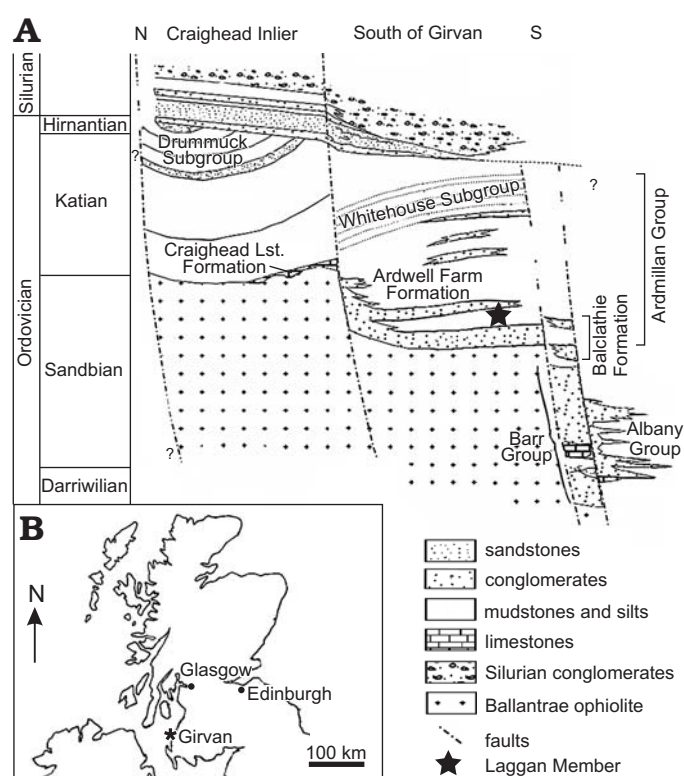 A
N Craighead Inlier South of Girvan S
Silurian
Ordovician
Hirnantian
Katian
Sandbian
Darriwilian
?
Drummuck
Subgroup
Whitehouse Subgroup
?
Craighead Lst.
Formation
Ardwell Farm
Formation
Ardmillan Group
Balclathie
Formation
Barr
Group
Albany
Group
?
B
N
Glasgow
Edinburgh
Girvan
100 km
sandstones
conglomerates
mudstones and silts
limestones
Silurian conglomerates
Ballantrae ophiolite
faults
Laggan Member